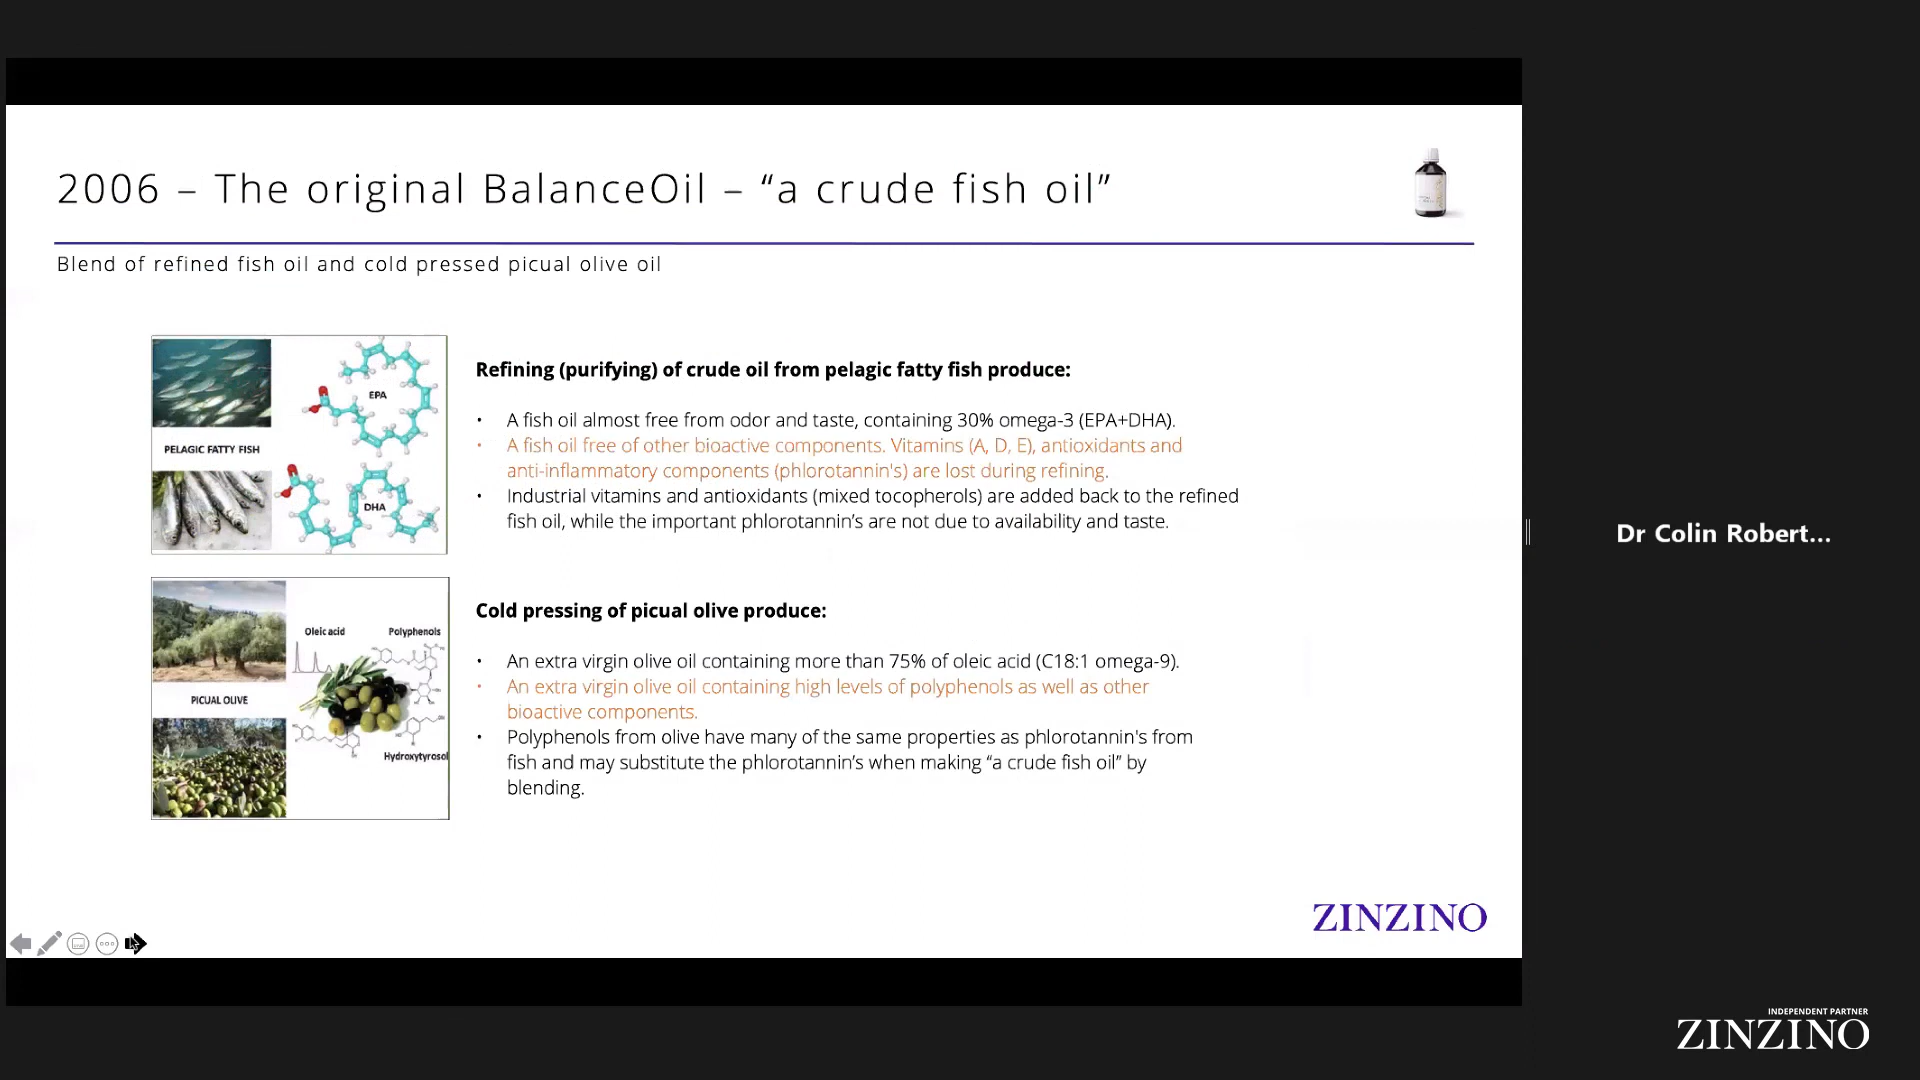 2006 – The original BalanceOil – “a crude fish oil”
Blend of refined fish oil and cold pressed picual olive oil
EPA
PELAGIC FATTY FISH
DHA
Refining (purifying) of crude oil from pelagic fatty fish produce:
• A fish oil almost free from odor and taste, containing 30% omega-3 (EPA+DHA).
• A fish oil free of other bioactive components. Vitamins (A, D, E), antioxidants and
anti-inflammatory components (phlorotannin's) are lost during refining.
• Industrial vitamins and antioxidants (mixed tocopherols) are added back to the refined
fish oil, while the important phlorotannin’s are not due to availability and taste.
Oleic acid
Polyphenols
PICUAL OLIVE
Hydroxytyrosol
Cold pressing of picual olive produce:
• An extra virgin olive oil containing more than 75% of oleic acid (C18:1 omega-9).
• An extra virgin olive oil containing high levels of polyphenols as well as other
bioactive components.
• Polyphenols from olive have many of the same properties as phlorotannin's from
fish and may substitute the phlorotannin’s when making “a crude fish oil” by
blending.
ZINZINO
Dr Colin Robert...
INDEPENDENT PARTNER
ZINZINO